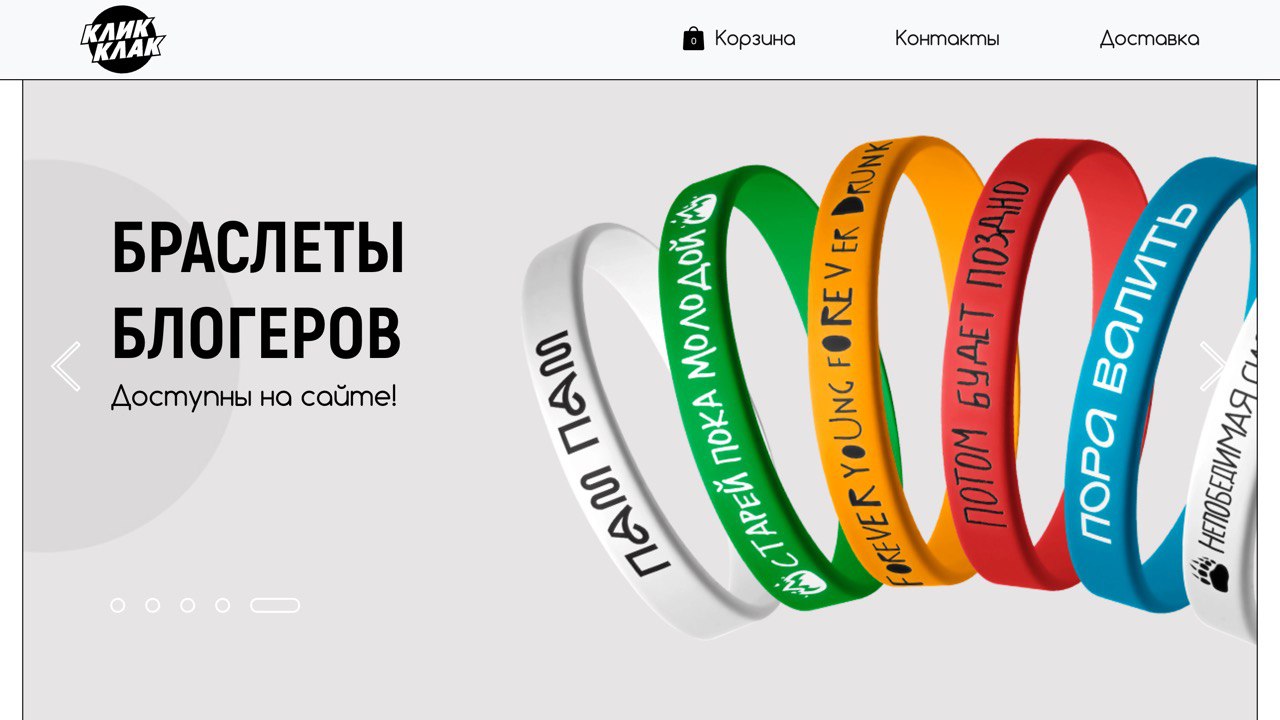 КЛИК
КЛАК
0
Корзина
Контакты
Доставка
БРАСЛЕТЫ
БЛОГЕРОВ
Доступны на сайте!
ПАМ ПАМ
СТАРЕЙ ПОКА МОЛОДОЙ
FOREVER YOUNG FOREVER DRUNK
ПОТОМ БУДЕТ ПОЗДНО
ПОРА ВАЛИТЬ
НЕПОБЕДИМАЯ